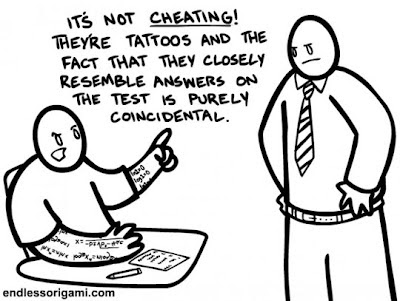 IT'S NOT CHEATING!
THEY'RE TATTOOS AND THE
FACT THAT THEY CLOSELY
RESEMBLE ANSWERS ON
THE TEST IS PURELY
COINCIDENTAL.
endlessorigami.com